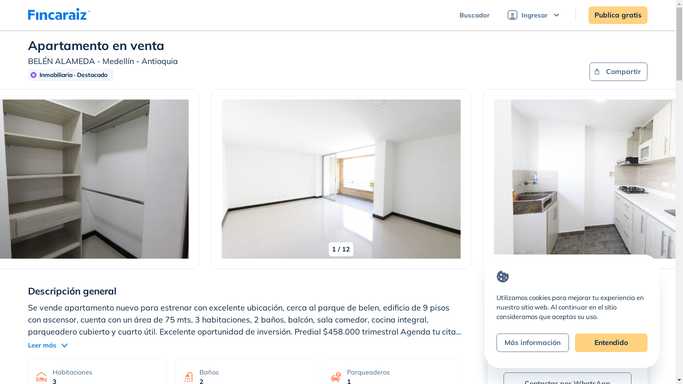 Fincaraiz
Buscador
Ingresar
Publica gratis
Apartamento en venta
BELÉN ALAMEDA - Medellín - Antioquia
Inmobiliaria · Destacado
Compartir
1 / 12
Descripción general
Se vende apartamento nuevo para estrenar con excelente ubicación, cerca al parque de belen, edificio de 9 pisos
con ascensor, cuenta con un área de 75 mts, 3 habitaciones, 2 baños, balcón, sala comedor, cocina integral,
parqueadero cubierto y cuarto útil. Excelente oportunidad de inversión. Predial $458.000 trimestral Agenda tu cita...
Leer más
Habitaciones
3
Baños
2
Parqueaderos
1
Utilizamos cookies para mejorar tu experiencia en
nuestro sitio web. Al continuar en el sitio
consideramos que aceptas su uso.
Más información
Entendido
Contactar por WhatsApp